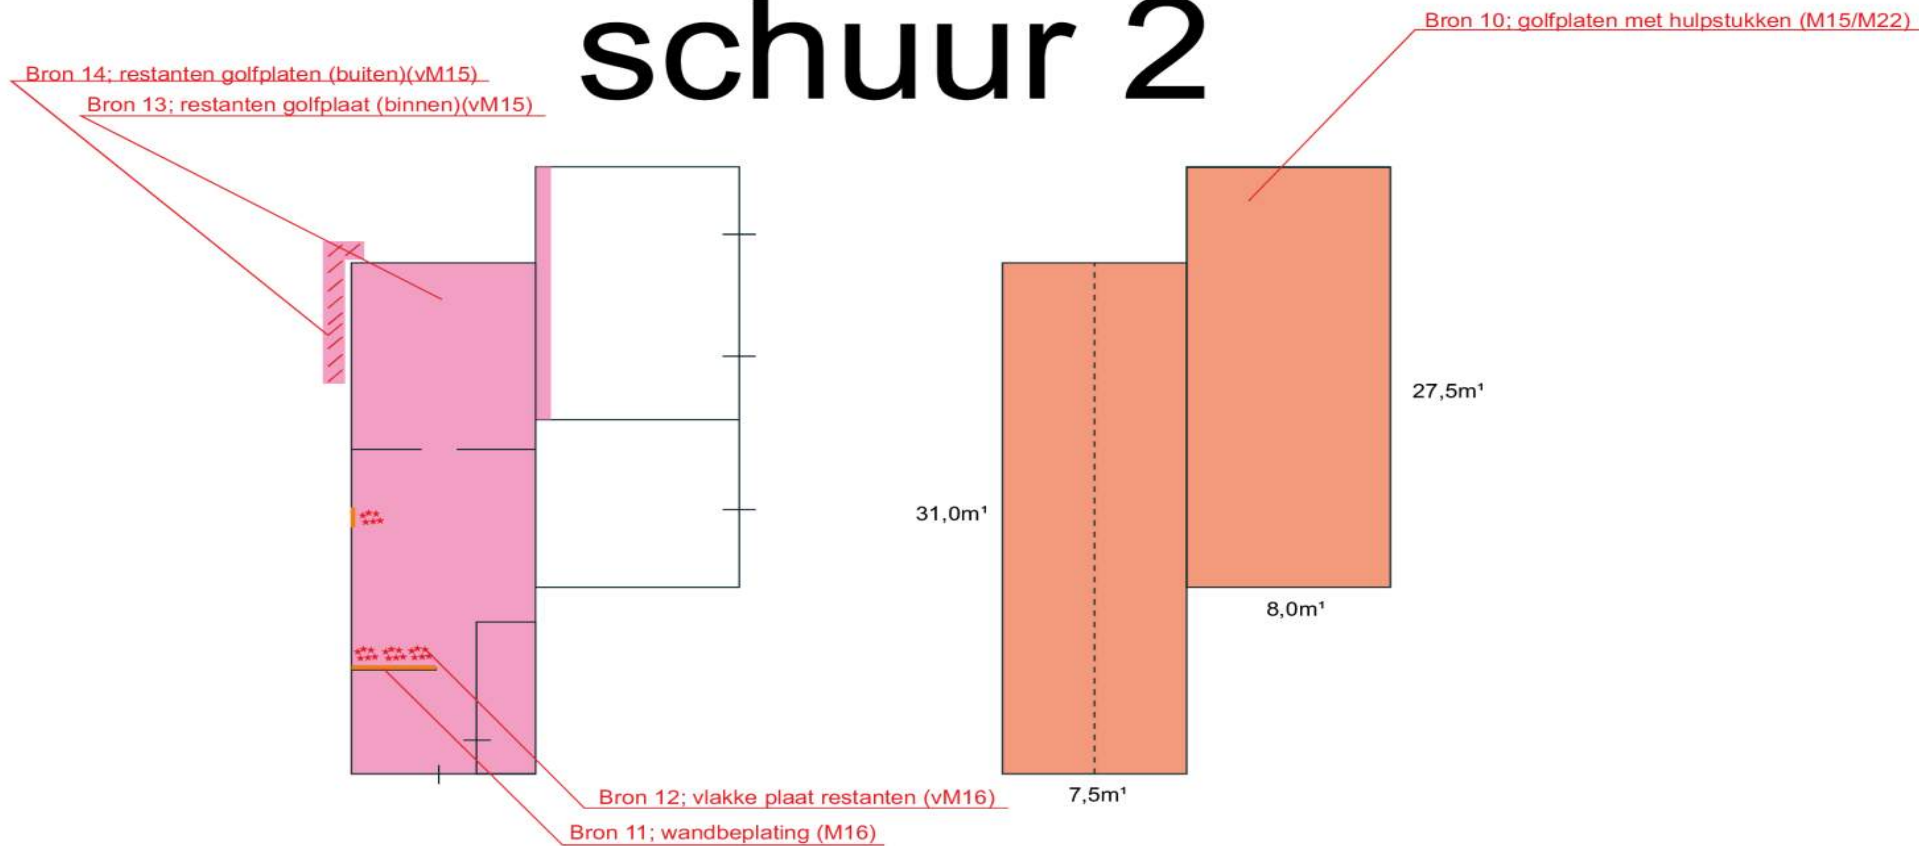 schuur 2
Bron 10; golfplaten met hulpstukken (M15/M22)
Bron 14; restanten golfplaten (buiten)(vM15)
Bron 13; restanten golfplaat (binnen)(vM15)
27,5m¹
31,0m¹
8,0m¹
7,5m¹
Bron 12; vlakke plaat restanten (vM16)
Bron 11; wandbeplating (M16)